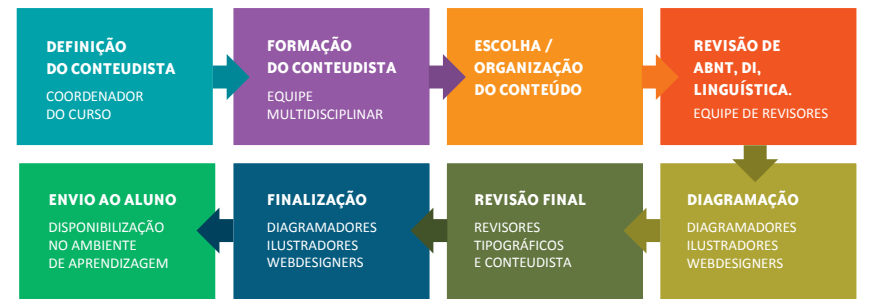 DEFINIÇÃO
DO CONTEUDISTA
COORDENADOR
DO CURSO
FORMAÇÃO
DO CONTEUDISTA
EQUIPE
MULTIDISCIPLINAR
ESCOLHA /
ORGANIZAÇÃO
DO CONTEÚDO
REVISÃO DE
ABNT, DI,
LINGUÍSTICA.
EQUIPE DE REVISORES
DIAGRAMAÇÃO
DIAGRAMADORES
ILUSTRADORES
WEBDESIGNERS
REVISÃO FINAL
REVISORES
TIPOGRÁFICOS
E CONTEUDISTA
FINALIZAÇÃO
DIAGRAMADORES
ILUSTRADORES
WEBDESIGNERS
ENVIO AO ALUNO
DISPONIBILIZAÇÃO
NO AMBIENTE
DE APRENDIZAGEM